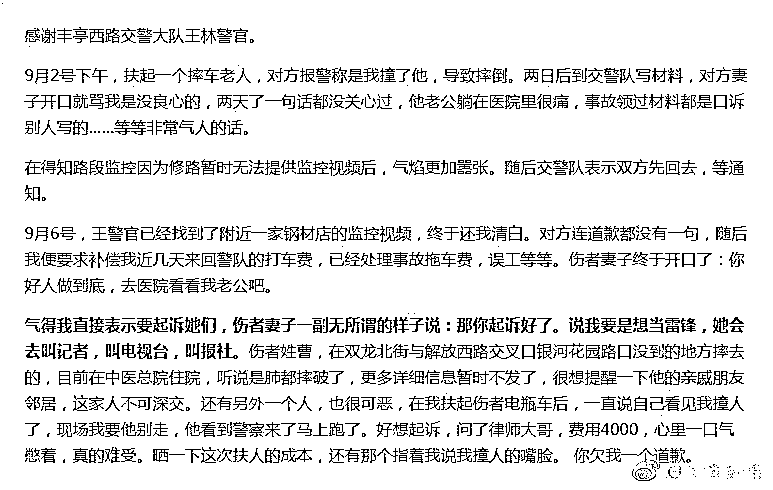 感谢丰亭西路交警大队王林警官。
9月2号下午，扶起一个摔车老人，对方报警称是我撞了他，导致摔倒。两日后到交警队写材料，对方妻
子开口就骂我是没良心的，两天了一句话都没关心过，他老公躺在医院里很痛，事故领过材料都是口诉
别人写的......等等非常气人的话。
在得知路段监控因为修路暂时无法提供监控视频后，气焰更加嚣张。随后交警队表示双方先回去，等通
知。
9月6号，王警官已经找到了附近一家钢材店的监控视频，终于还我清白。对方连道歉都没有一句，随后
我便要求补偿我近几天来回警队的打车费，已经处理事故拖车费，误工等等。伤者妻子终于开口了：你
好人做到底，去医院看看我老公吧。
气得我直接表示要起诉她们，伤者妻子一副无所谓的样子说：那你起诉好了。说我要是想当雷锋，她会
去叫记者，叫电视台，叫报社。伤者姓曹，在双龙北街与解放西路交叉口银河花园路口没到的地方摔去
的，目前在中医总院住院，听说是肺都摔破了，更多详细信息暂时不发了，很想提醒一下他的亲戚朋友
邻居，这家人不可深交。还有另外一个人，也很可恶，在我扶起伤者电瓶车后，一直说自己看见我撞人
了，现场我要他别走，他看到警察来了马上跑了。好想起诉，问了律师大哥，费用4000，心里一口气
憋着，真的难受。晒一下这次扶人的成本，还有那个指着我说我撞人的嘴脸。 你欠我一个道歉。